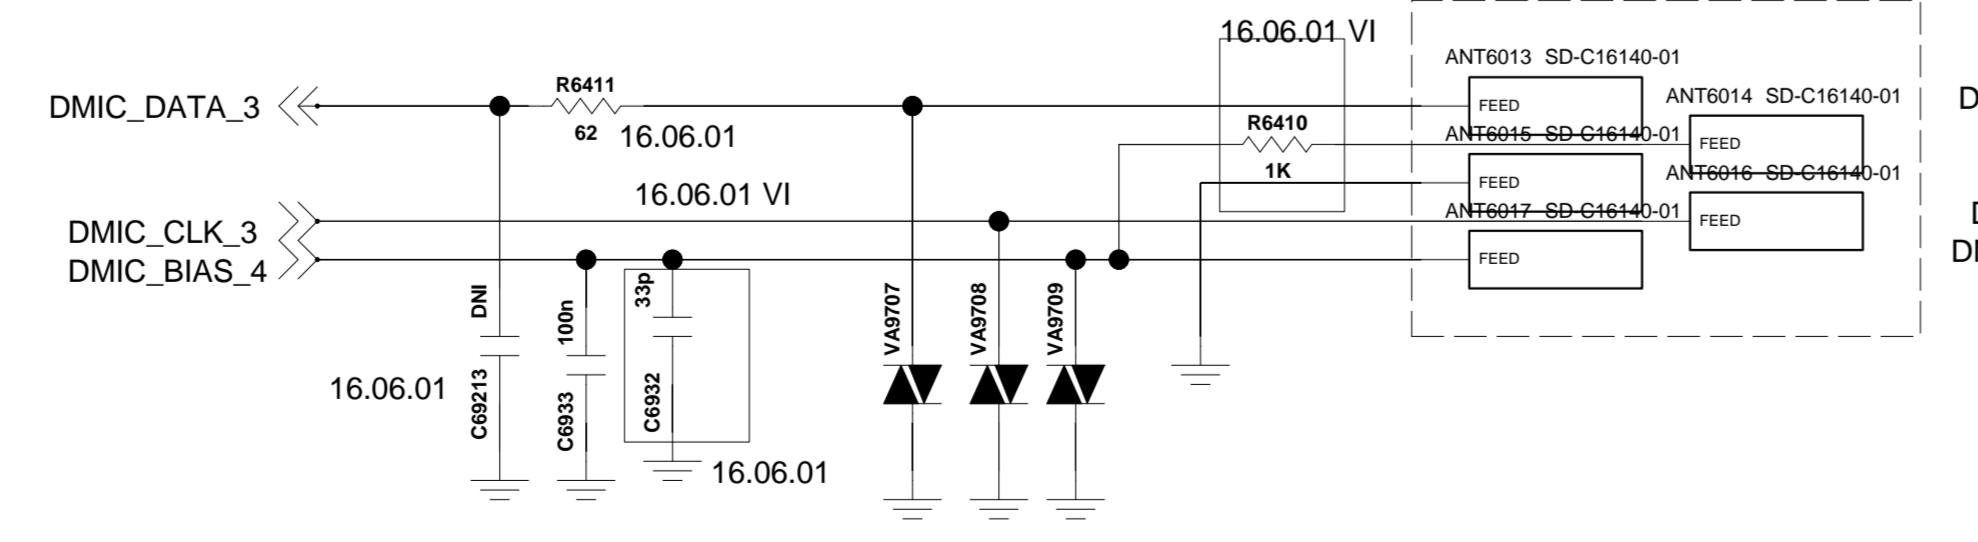 16.06.01 VI
ANT6013 SD-C16140-01
R6411
DMIC_DATA_3
FEED
ANT6014 SD-C16140-01
62
16.06.01
R6410
ANT6015 SD-C16140-01
FEED
1K
ANT6016 SD-C16140-01
16.06.01 VI
FEED
ANT6017 SD-C16140-01
FEED
DMIC_CLK_3
DMIC_BIAS_4
FEED
DNI
100n
33p
VA9707
VA9708
VA9709
16.06.01
C69213
C6933
C6932
16.06.01